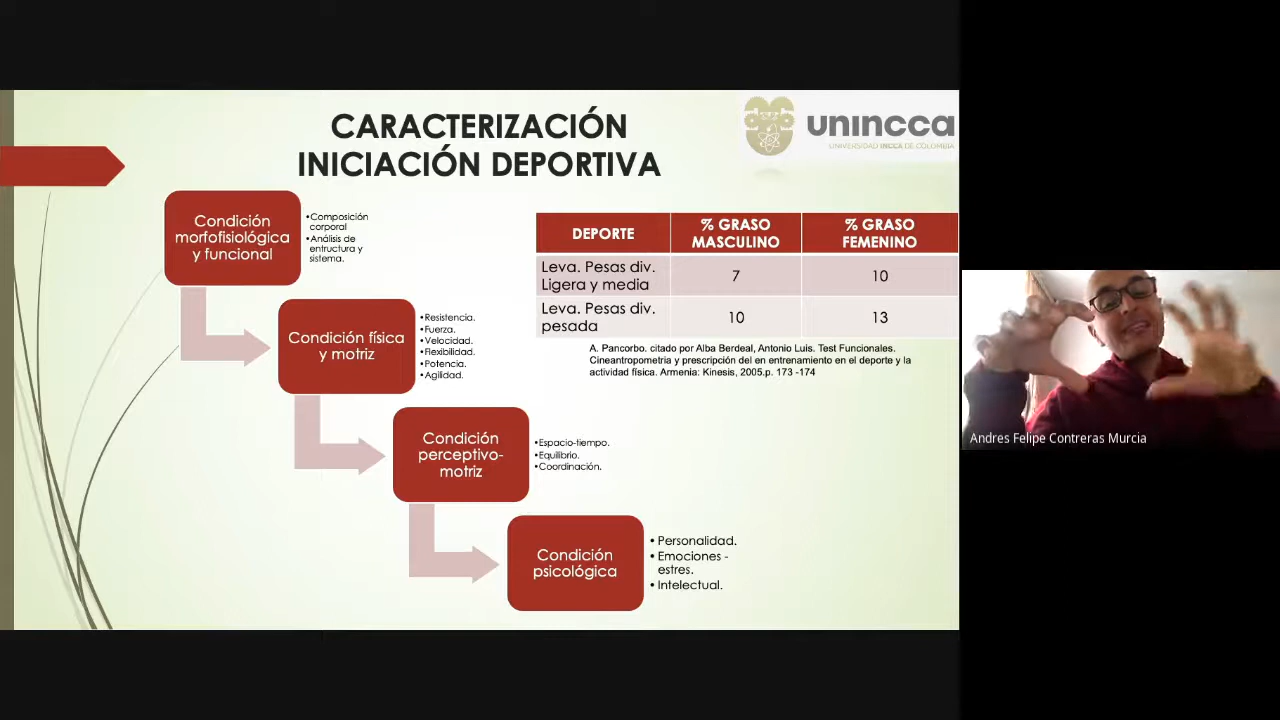 CARACTERIZACIÓN
INICIACIÓN DEPORTIVA
unincca
UNIVERSIDAD INCCA DE COLOMBIA
Condición
morfofisiológica
y funcional
•Composición
corporal
•Análisis de
entructura y
sistema.
Condición física
y motriz
•Resistencia.
•Fuerza.
•Velocidad.
•Flexibilidad.
•Potencia.
•Agilidad.
Condición
perceptivo-
motriz
•Espacio-tiempo.
•Equilibrio.
•Coordinación.
Condición
psicológica
• Personalidad.
• Emociones -
estres.
• Intelectual.
DEPORTE
% GRASO
MASCULINO
% GRASO
FEMENINO
Leva. Pesas div.
Ligera y media
7
10
Leva. Pesas div.
pesada
10
13
A. Pancorbo. citado por Alba Berdeal, Antonio Luis. Test Funcionales.
Cineantropometria y prescripción del en entrenamiento en el deporte y la
actividad física. Armenia: Kinesis, 2005.p. 173 -174
Andres Felipe Contreras Murcia